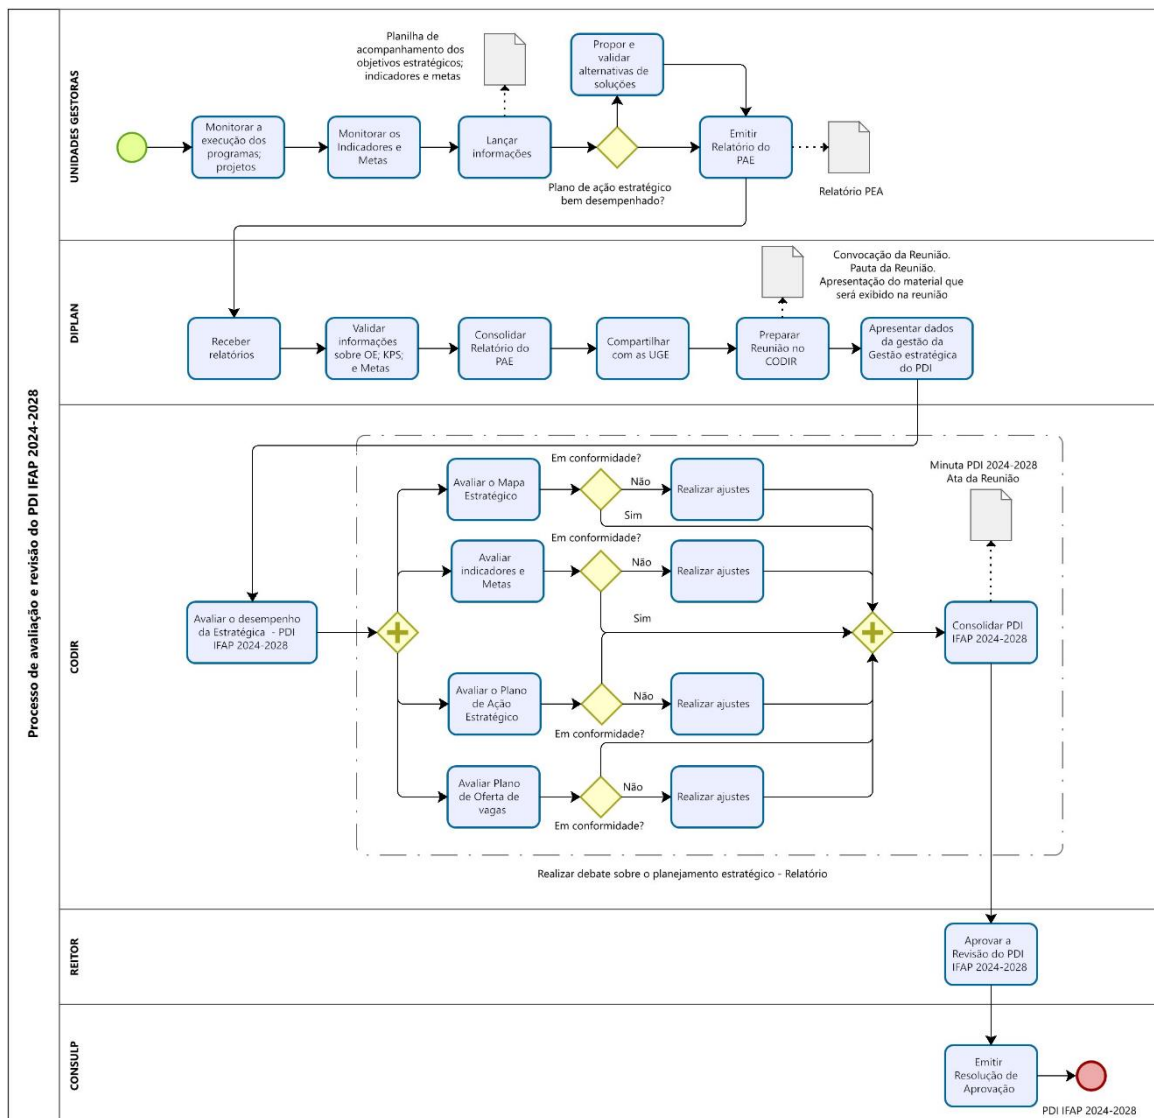 Processo de avaliação e revisão do PDI IFAP 2024-2028
UNIDADES GESTORAS
Planilha de
acompanhamento dos
objetivos estratégicos;
indicadores e metas
Propor e
validar
alternativas de
soluções
Monitorar a
execução dos
programas;
projetos
Monitorar os
Indicadores e
Metas
Lançar
informações
Plano de ação estratégico
bem desempenhado?
Emitir
Relatório do
PAE
Relatório PEA
DIPLAN
Convocação da Reunião.
Pauta da Reunião.
Apresentação do material que
será exibido na reunião
Receber
relatórios
Validar
informações
sobre OE; KPS;
e Metas
Consolidar
Relatório do
PAE
Compartilhar
com as UGE
Preparar
Reunião no
CODIR
Apresentar dados
da gestão da
Gestão estratégica
do PDI
CODIR
Avaliar o desempenho
da Estratégica - PDI
IFAP 2024-2028
Avaliar o Mapa
Estratégico
Em conformidade?
Não
Sim
Realizar ajustes
Avaliar
indicadores e
Metas
Em conformidade?
Não
Sim
Realizar ajustes
Avaliar o Plano
de Ação
Estratégico
Não
Em conformidade?
Realizar ajustes
Avaliar Plano
de Oferta de
vagas
Não
Em conformidade?
Realizar ajustes
Minuta PDI 2024-2028
Ata da Reunião
Consolidar PDI
IFAP 2024-2028
Realizar debate sobre o planejamento estratégico - Relatório
REITOR
Aprovar a
Revisão do PDI
IFAP 2024-2028
CONSULP
Emitir
Resolução de
Aprovação
PDI IFAP 2024-2028